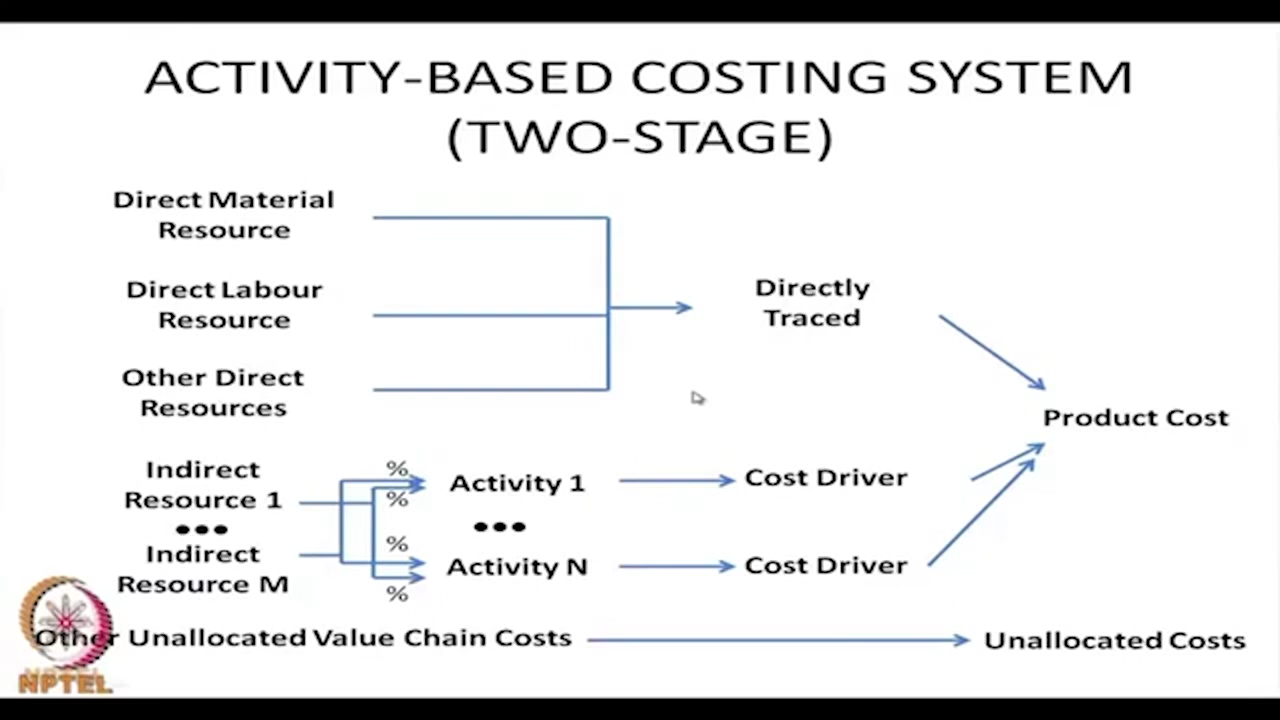 ACTIVITY-BASED COSTING SYSTEM
(TWO-STAGE)
Direct Material
Resource
Direct Labour
Resource
Other Direct
Resources
Directly
Traced
Product Cost
Indirect
Resource 1
•••
Indirect
Resource M
%
%
%
%
Activity 1
•••
Activity N
Cost Driver
Cost Driver
Other Unallocated Value Chain Costs
Unallocated Costs
NPTEL